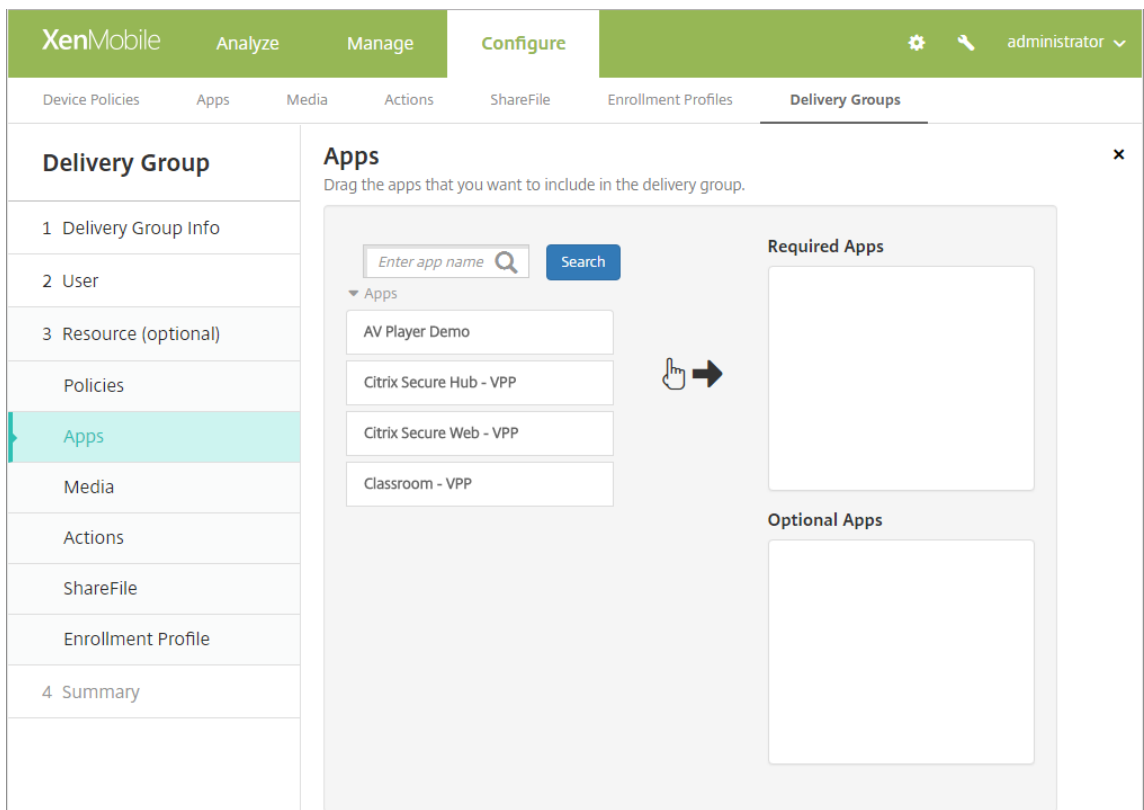 XenMobile Analyze Manage Configure administrator
Device Policies Apps Media Actions ShareFile Enrollment Profiles Delivery Groups
Delivery Group
1 Delivery Group Info
2 User
3 Resource (optional)
Policies
Apps
Media
Actions
ShareFile
Enrollment Profile
4 Summary
Apps
Drag the apps that you want to include in the delivery group.
Enter app name Search
Apps
AV Player Demo
Citrix Secure Hub - VPP
Citrix Secure Web - VPP
Classroom - VPP
Required Apps
Optional Apps